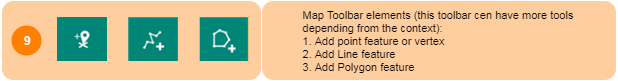 9
Map Toolbar elements (this toolbar cen have more tools
depending from the context):
1. Add point feature or vertex
2. Add Line feature
3. Add Polygon feature